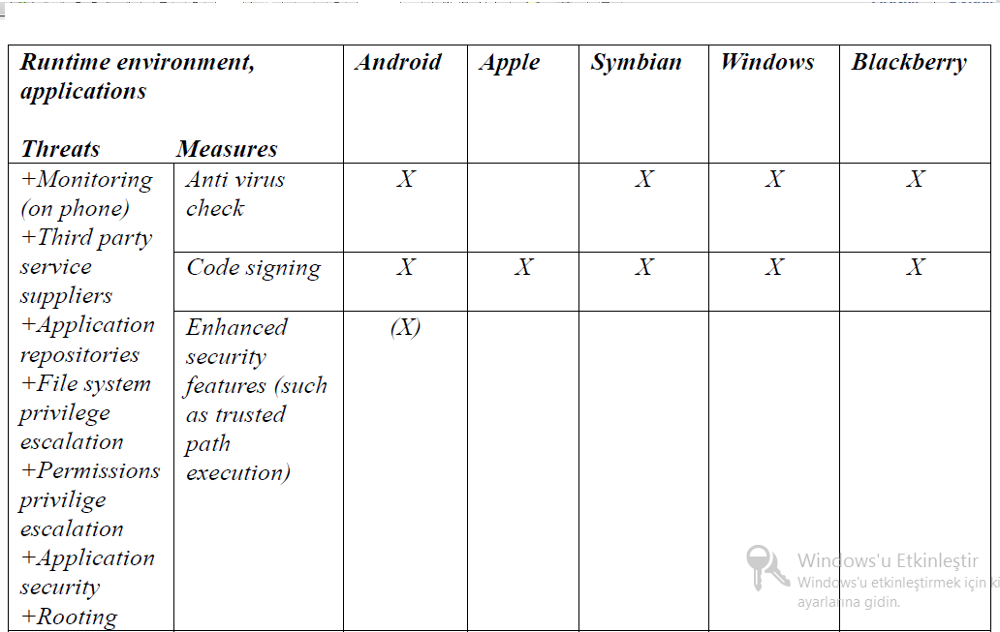 Runtime environment, Android Apple Symbian Windows Blackberry
applications
Threats Measures
+Monitoring Anti virus X X X X
(on phone) check
+Third party
service Code signing X X X X X
suppliers
+Application Enhanced (X)
repositories security
+File system features (such
privilege as trusted
escalation path
+Permissions execution)
privilige
escalation
+Application
security
+Rooting
Windows'u Etkinleştir
Windows'u etkinleştirmek için ki
ayarlarına gidin.